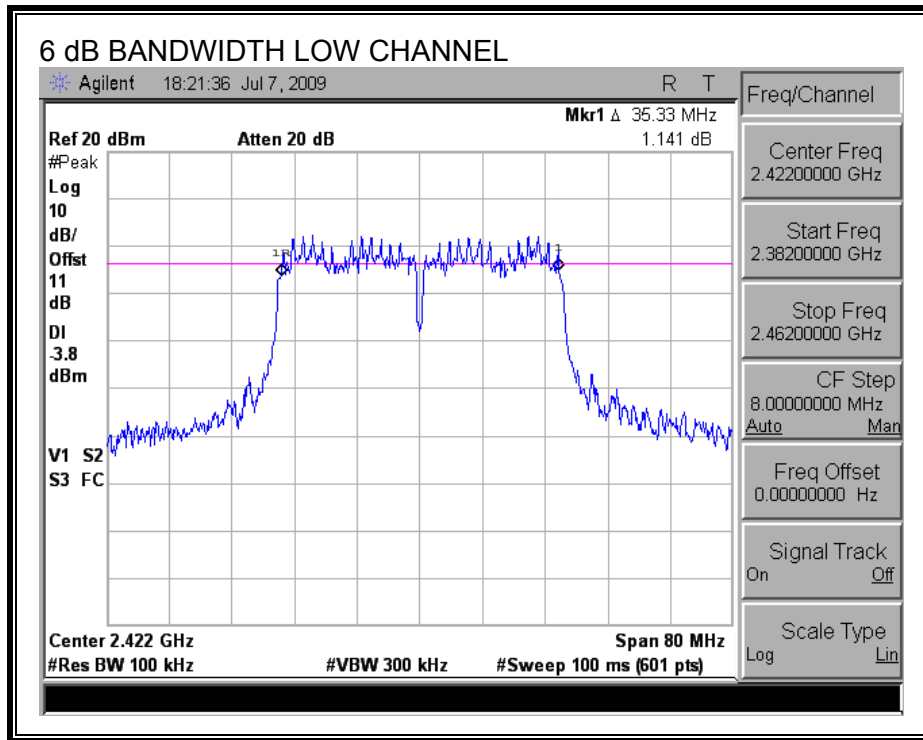 6 dB BANDWIDTH LOW CHANNEL
Agilent 18:21:36 Jul 7, 2009 R T
Mkr1 Δ 35.33 MHz
Ref 20 dBm Atten 20 dB 1.141 dB
#Peak
Log
10
dB/
Offst
11
dB
DI
-3.8
dBm
V1 S2
S3 FC
1R
1
Center 2.422 GHz Span 80 MHz
#Res BW 100 kHz #VBW 300 kHz #Sweep 100 ms (601 pts)
Freq/Channel
Center Freq
2.42200000 GHz
Start Freq
2.38200000 GHz
Stop Freq
2.46200000 GHz
CF Step
8.00000000 MHz
Auto Man
Freq Offset
0.00000000 Hz
Signal Track
On Off
Scale Type
Log Lin